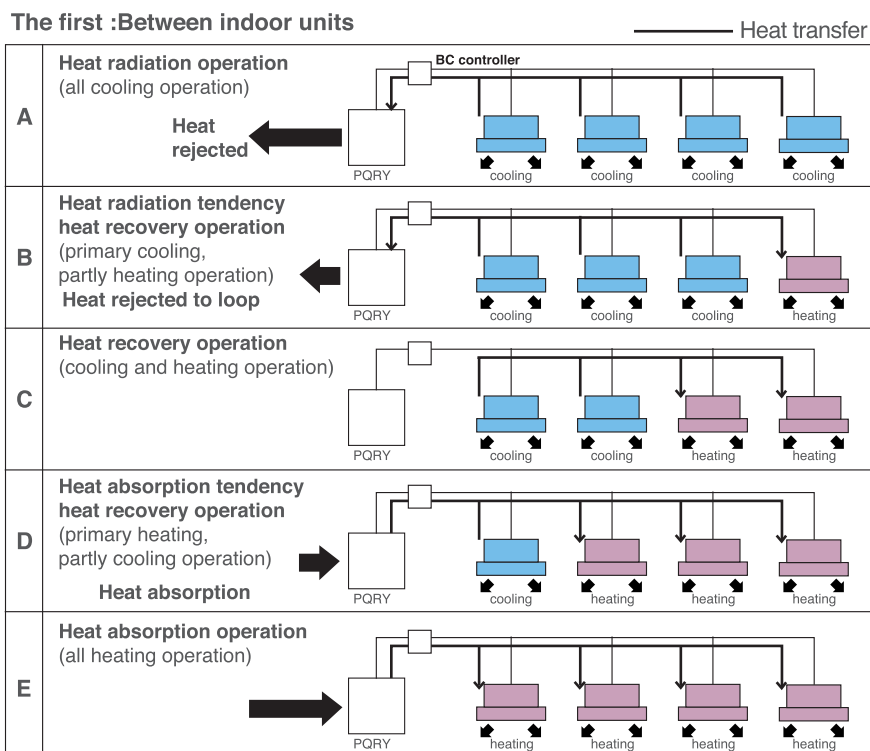 The first :Between indoor units
Heat transfer
A
Heat radiation operation
(all cooling operation)
Heat
rejected
BC controller
PQRY
cooling
cooling
cooling
cooling
B
Heat radiation tendency
heat recovery operation
(primary cooling,
partly heating operation)
Heat rejected to loop
PQRY
cooling
cooling
cooling
heating
C
Heat recovery operation
(cooling and heating operation)
PQRY
cooling
cooling
heating
heating
D
Heat absorption tendency
heat recovery operation
(primary heating,
partly cooling operation)
Heat absorption
PQRY
cooling
heating
heating
heating
E
Heat absorption operation
(all heating operation)
PQRY
heating
heating
heating
heating